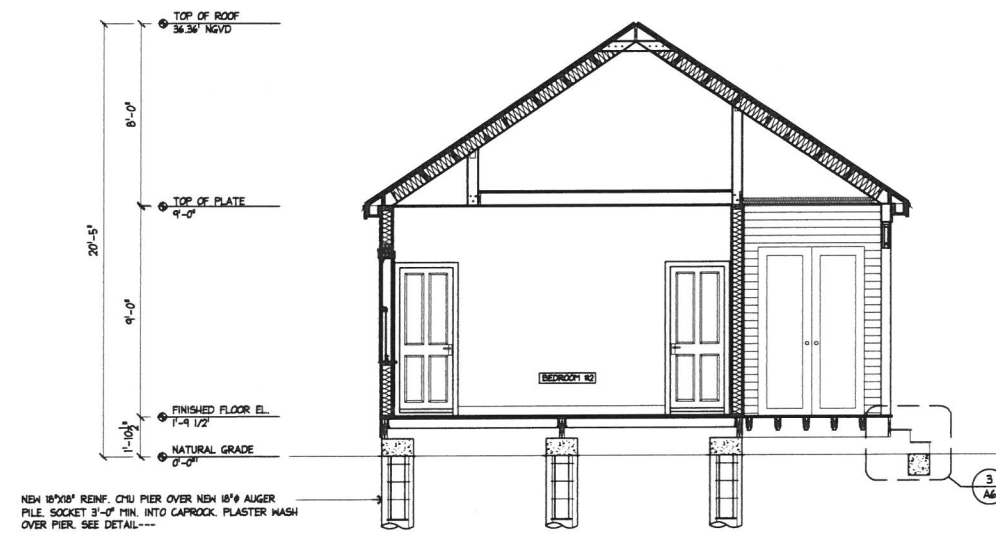 TOP OF ROOF
36.36' NGVD
8'-0"
TOP OF PLATE
9'-0"
20'-5"
9'-0"
BEDROOM #2
FINISHED FLOOR EL.
1'-9 1/2'
1'-10½"
NATURAL GRADE
0'-0"
NEW 18"X18" REINF. CMU PIER OVER NEW 18"ø AUGER
PILE. SOCKET 3'-0" MIN. INTO CAPROCK. PLASTER WASH
OVER PIER. SEE DETAIL---
3
A6